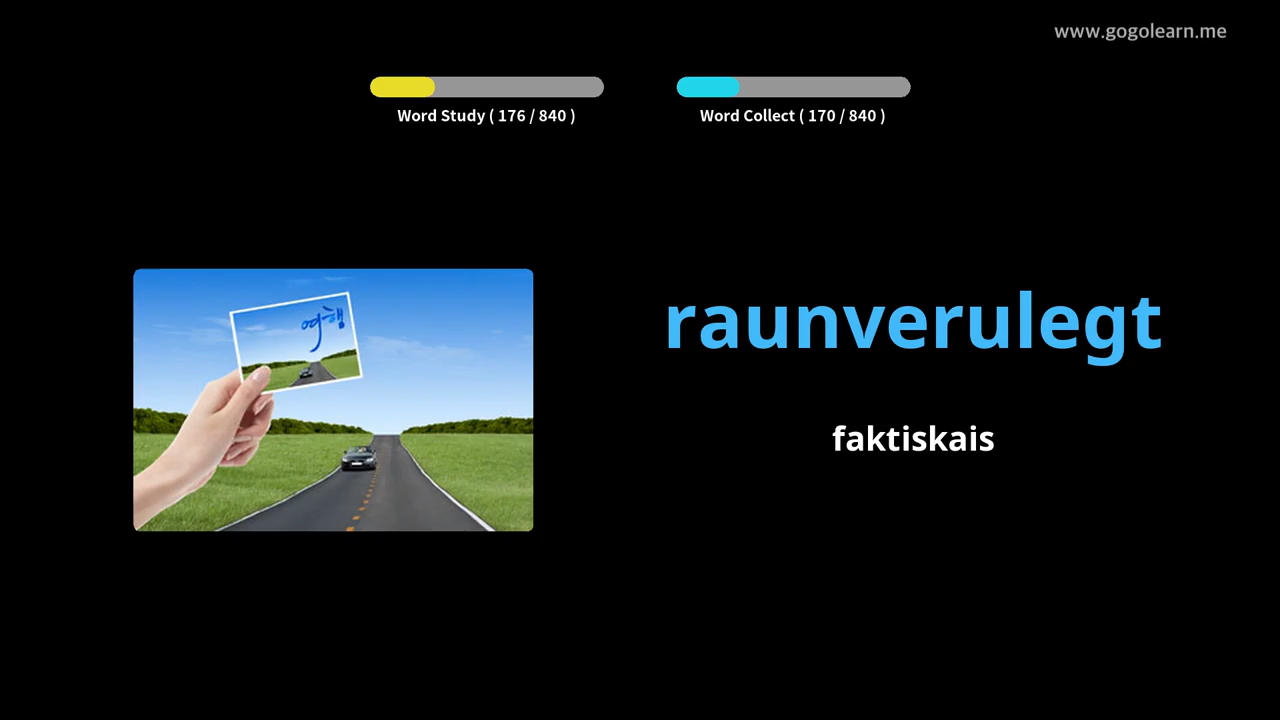 www.gogolearn.me
Word Study ( 176 / 840 )
Word Collect ( 170 / 840 )
여행
raunverulegt
faktiskais